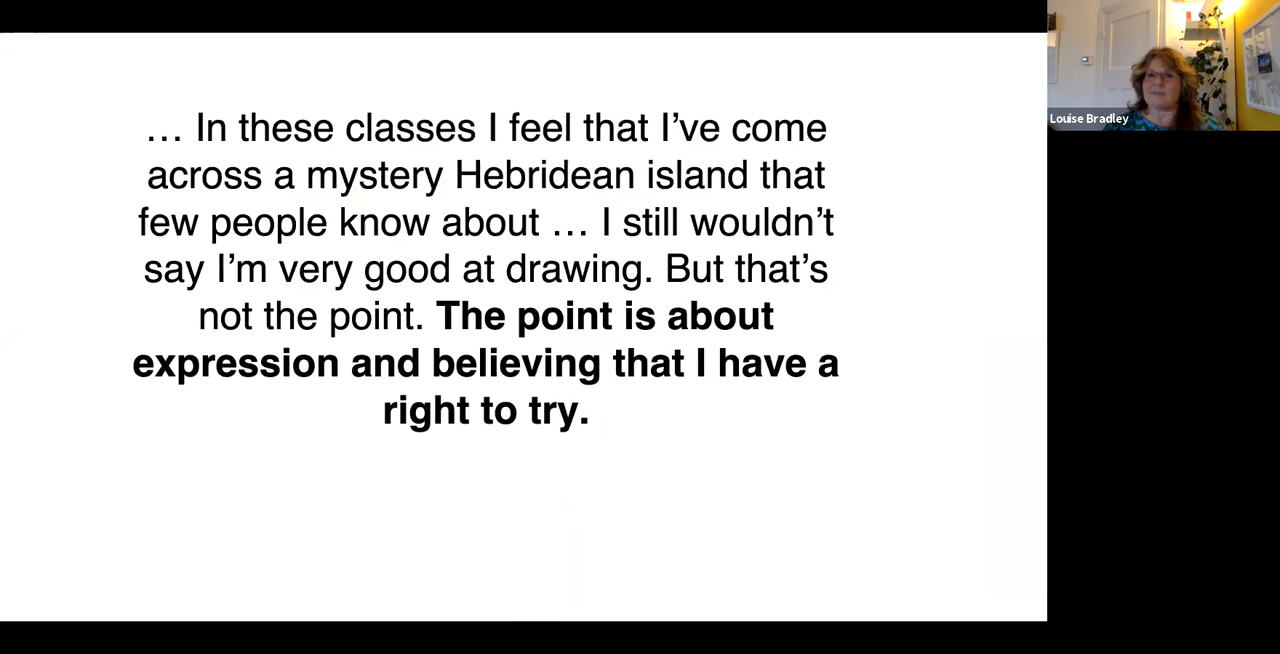 … In these classes I feel that I’ve come
across a mystery Hebridean island that
few people know about … I still wouldn’t
say I’m very good at drawing. But that’s
not the point. The point is about
expression and believing that I have a
right to try.
Louise Bradley